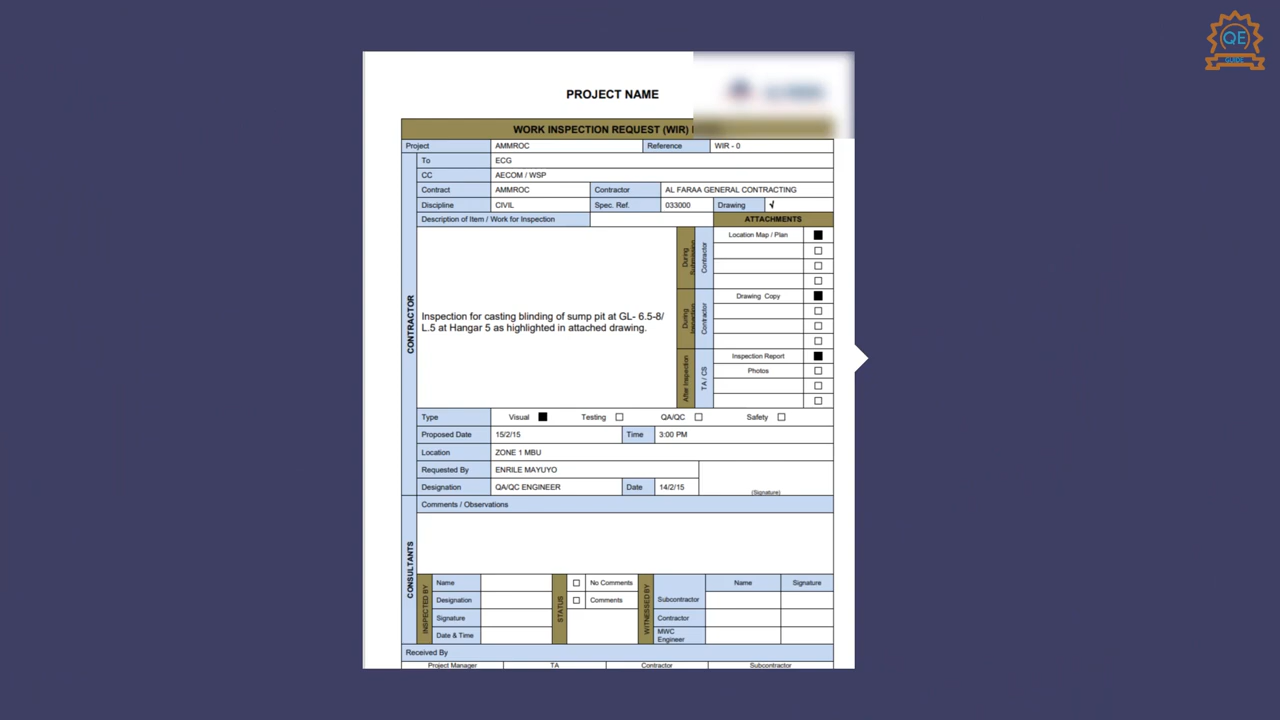 QE
GUIDE
PROJECT NAME
WORK INSPECTION REQUEST (WIR)
Project AMMROC Reference WIR - 0
To ECG
CC AECOM / WSP
Contract AMMROC Contractor AL FARAA GENERAL CONTRACTING
Discipline CIVIL Spec. Ref. 033000 Drawing √
Description of Item / Work for Inspection ATTACHMENTS
CONTRACTOR
Inspection for casting blinding of sump pit at GL- 6.5-8/
L.5 at Hangar 5 as highlighted in attached drawing.
During Submission Contractor
Location Map / Plan ■
☐
☐
☐
During Inspection Contractor
Drawing Copy ■
☐
☐
☐
After Inspection TA / CS
Inspection Report ■
Photos ☐
☐
☐
Type Visual ■ Testing ☐ QA/QC ☐ Safety ☐
Proposed Date 15/2/15 Time 3:00 PM
Location ZONE 1 MBU
Requested By ENRILE MAYUYO
Designation QA/QC ENGINEER Date 14/2/15 (Signature)
CONSULTANTS
Comments / Observations
INSPECTED BY
Name
Designation
Signature
Date & Time
STATUS
☐ No Comments
☐ Comments
WITNESSED BY
Name Signature
Subcontractor
Contractor
MWC
Engineer
Received By
Project Manager TA Contractor Subcontractor